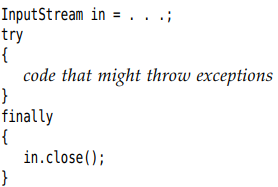 InputStream in = . . .;
try
{
code that might throw exceptions
}
finally
{
in.close();
}